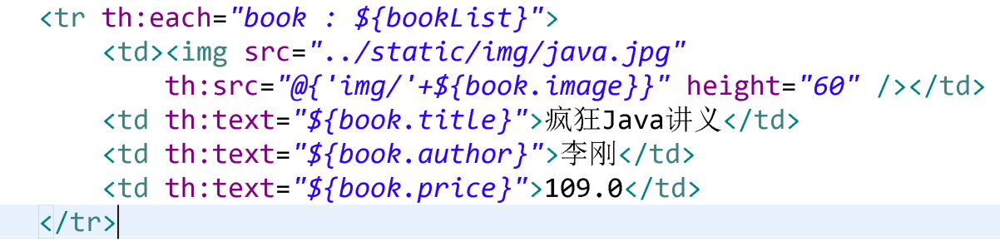 <tr th:each="book : ${bookList}">
<td><img src="../static/img/java.jpg"
th:src="@{'img/'+${book.image}}" height="60" /></td>
<td th:text="${book.title}">疯狂Java讲义</td>
<td th:text="${book.author}">李刚</td>
<td th:text="${book.price}">109.0</td>
</tr>